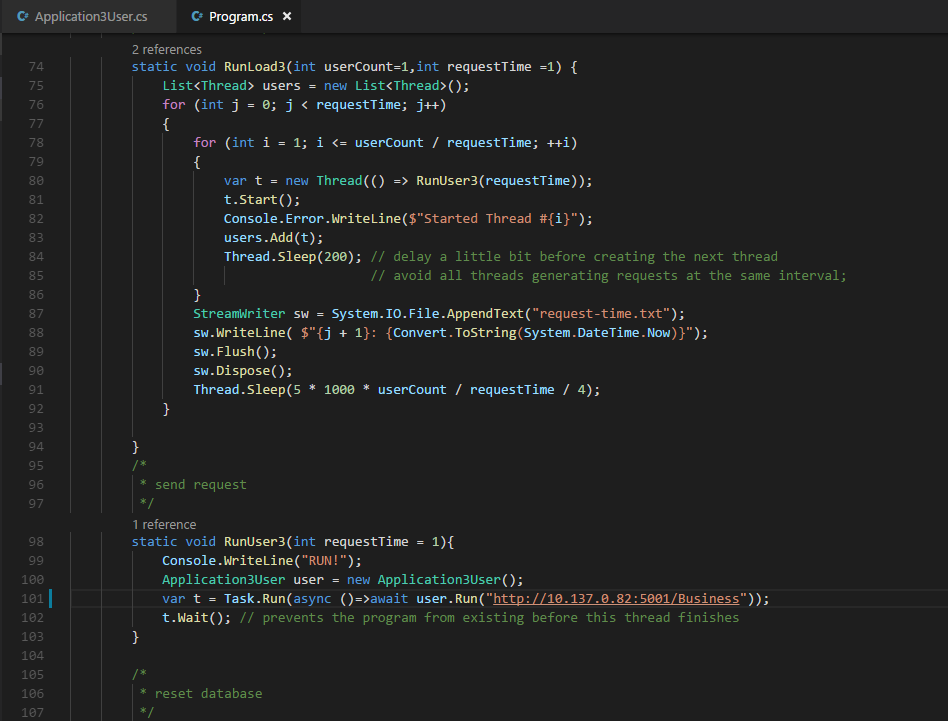 C# Application3User.cs C# Program.cs ×
2 references
74 static void RunLoad3(int userCount=1,int requestTime =1) {
75 List<Thread> users = new List<Thread>();
76 for (int j = 0; j < requestTime; j++)
77 {
78 for (int i = 1; i <= userCount / requestTime; ++i)
79 {
80 var t = new Thread(() => RunUser3(requestTime));
81 t.Start();
82 Console.Error.WriteLine($"Started Thread #{i}");
83 users.Add(t);
84 Thread.Sleep(200); // delay a little bit before creating the next thread
85 // avoid all threads generating requests at the same interval;
86 }
87 StreamWriter sw = System.IO.File.AppendText("request-time.txt");
88 sw.WriteLine( $"{j + 1}: {Convert.ToString(System.DateTime.Now)}");
89 sw.Flush();
90 sw.Dispose();
91 Thread.Sleep(5 * 1000 * userCount / requestTime / 4);
92 }
93
94 }
95 /*
96 * send request
97 */
1 reference
98 static void RunUser3(int requestTime = 1){
99 Console.WriteLine("RUN!");
100 Application3User user = new Application3User();
101 var t = Task.Run(async ()=>await user.Run("http://10.137.0.82:5001/Business"));
102 t.Wait(); // prevents the program from existing before this thread finishes
103 }
104
105 /*
106 * reset database
107 */